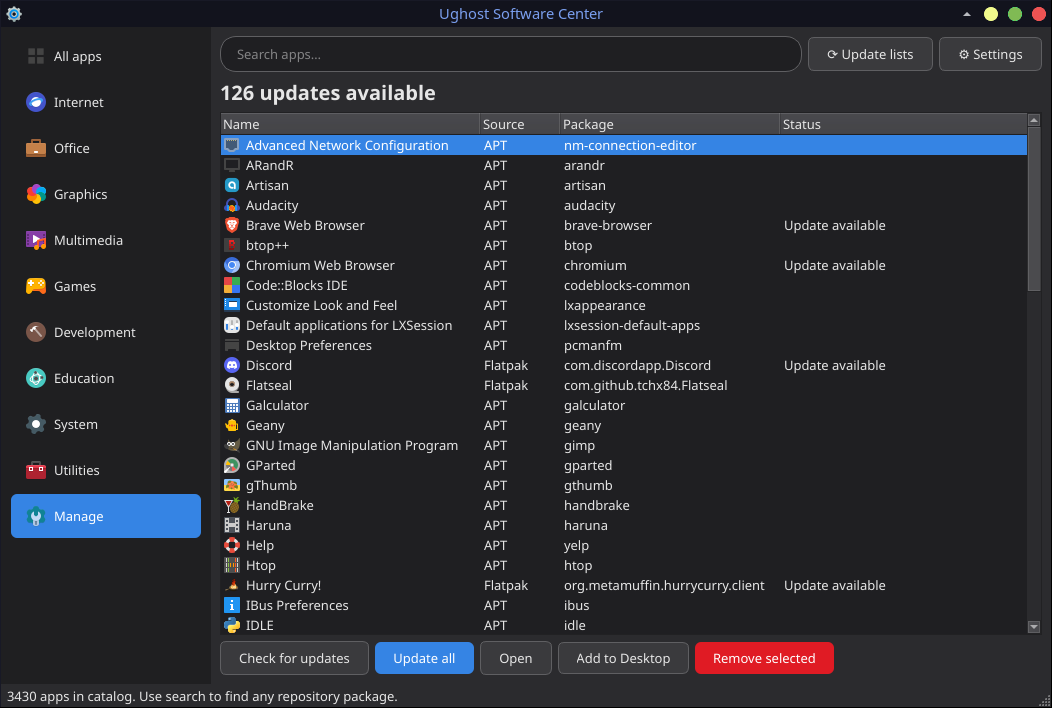 Ughost Software Center
All apps
Internet
Office
Graphics
Multimedia
Games
Development
Education
System
Utilities
Manage
Search apps...
⟳ Update lists
⚙ Settings
126 updates available
Name Source Package Status
Advanced Network Configuration APT nm-connection-editor
ARandR APT arandr
Artisan APT artisan
Audacity APT audacity
Brave Web Browser APT brave-browser Update available
btop++ APT btop
Chromium Web Browser APT chromium Update available
Code::Blocks IDE APT codeblocks-common
Customize Look and Feel APT lxappearance
Default applications for LXSession APT lxsession-default-apps
Desktop Preferences APT pcmanfm
Discord Flatpak com.discordapp.Discord Update available
Flatseal Flatpak com.github.tchx84.Flatseal
Galculator APT galculator
Geany APT geany
GNU Image Manipulation Program APT gimp
GParted APT gparted
gThumb APT gthumb
HandBrake APT handbrake
Haruna APT haruna
Help APT yelp
Htop APT htop
Hurry Curry! Flatpak org.metamuffin.hurrycurry.client Update available
IBus Preferences APT ibus
IDLE APT idle
Check for updates
Update all
Open
Add to Desktop
Remove selected
3430 apps in catalog. Use search to find any repository package.